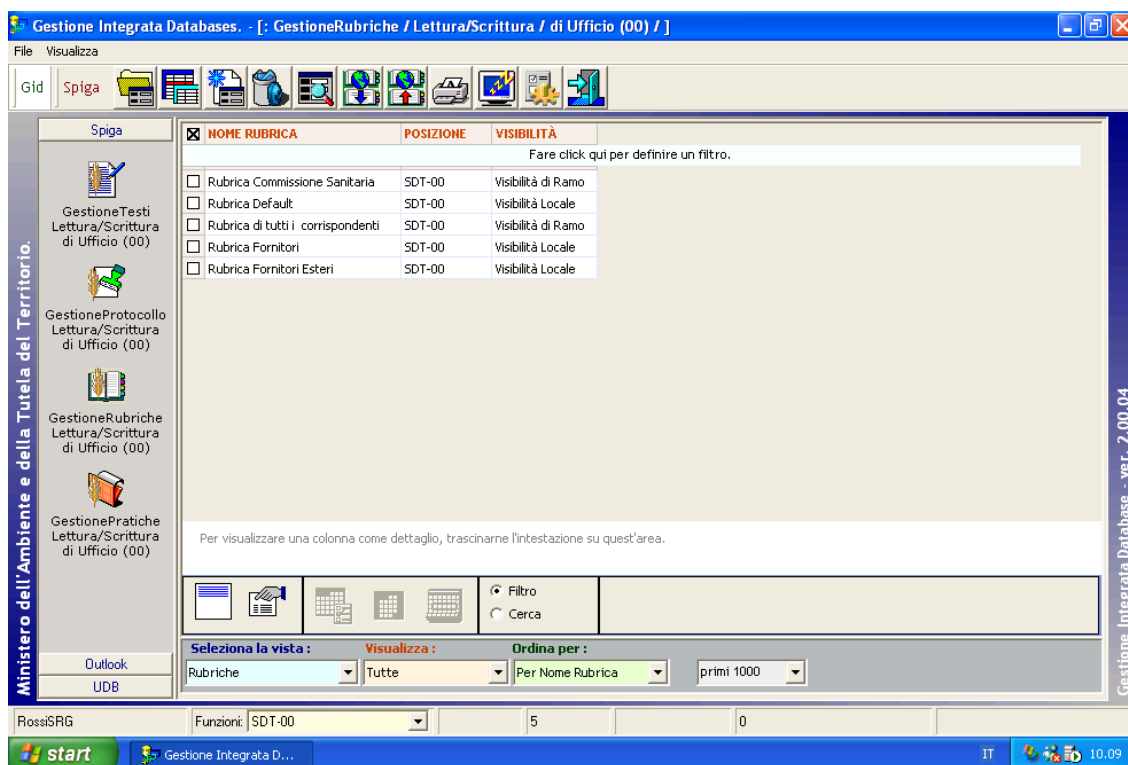 Gestione Integrata Databases. - [: GestioneRubriche / Lettura/Scrittura / di Ufficio (00) / ]
File Visualizza
Gid Spiga
Ministero dell'Ambiente e della Tutela del Territorio.
Spiga
GestioneTesti
Lettura/Scrittura
di Ufficio (00)
GestioneProtocollo
Lettura/Scrittura
di Ufficio (00)
GestioneRubriche
Lettura/Scrittura
di Ufficio (00)
GestionePratiche
Lettura/Scrittura
di Ufficio (00)
Outlook
UDB
NOME RUBRICA POSIZIONE VISIBILITÀ
Fare click qui per definire un filtro.
Rubrica Commissione Sanitaria SDT-00 Visibilità di Ramo
Rubrica Default SDT-00 Visibilità Locale
Rubrica di tutti i corrispondenti SDT-00 Visibilità di Ramo
Rubrica Fornitori SDT-00 Visibilità Locale
Rubrica Fornitori Esteri SDT-00 Visibilità Locale
Per visualizzare una colonna come dettaglio, trascinarne l'intestazione su quest'area.
Filtro
Cerca
Seleziona la vista : Visualizza : Ordina per :
Rubriche Tutte Per Nome Rubrica primi 1000
Gestione Integrata Database - ver. 2.00.04
RossiSRG Funzioni: SDT-00 5 0
start Gestione Integrata D... IT 10.09